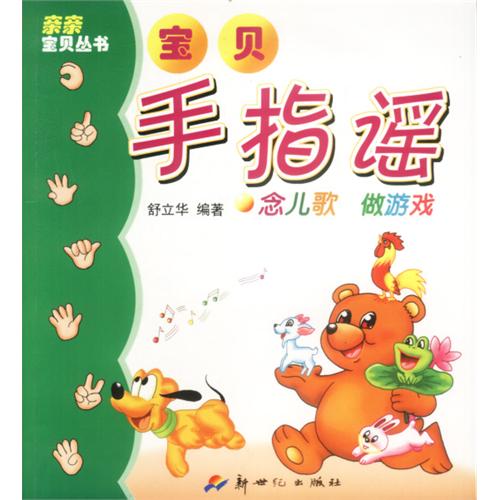 亲亲
宝贝丛书
宝贝
手指谣
舒立华 编著
念儿歌 做游戏
新世纪出版社